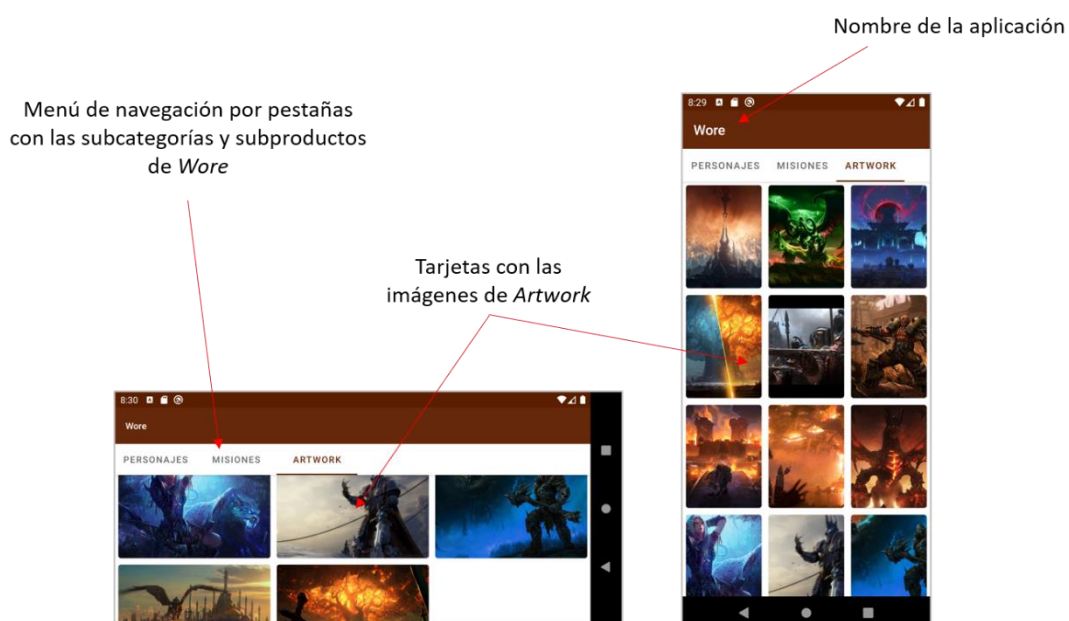 Nombre de la aplicación
Menú de navegación por pestañas
con las subcategorías y subproductos
de Wore
8:29
Wore
PERSONAJES MISIONES ARTWORK
Tarjetas con las
imágenes de Artwork
8:30
Wore
PERSONAJES MISIONES ARTWORK